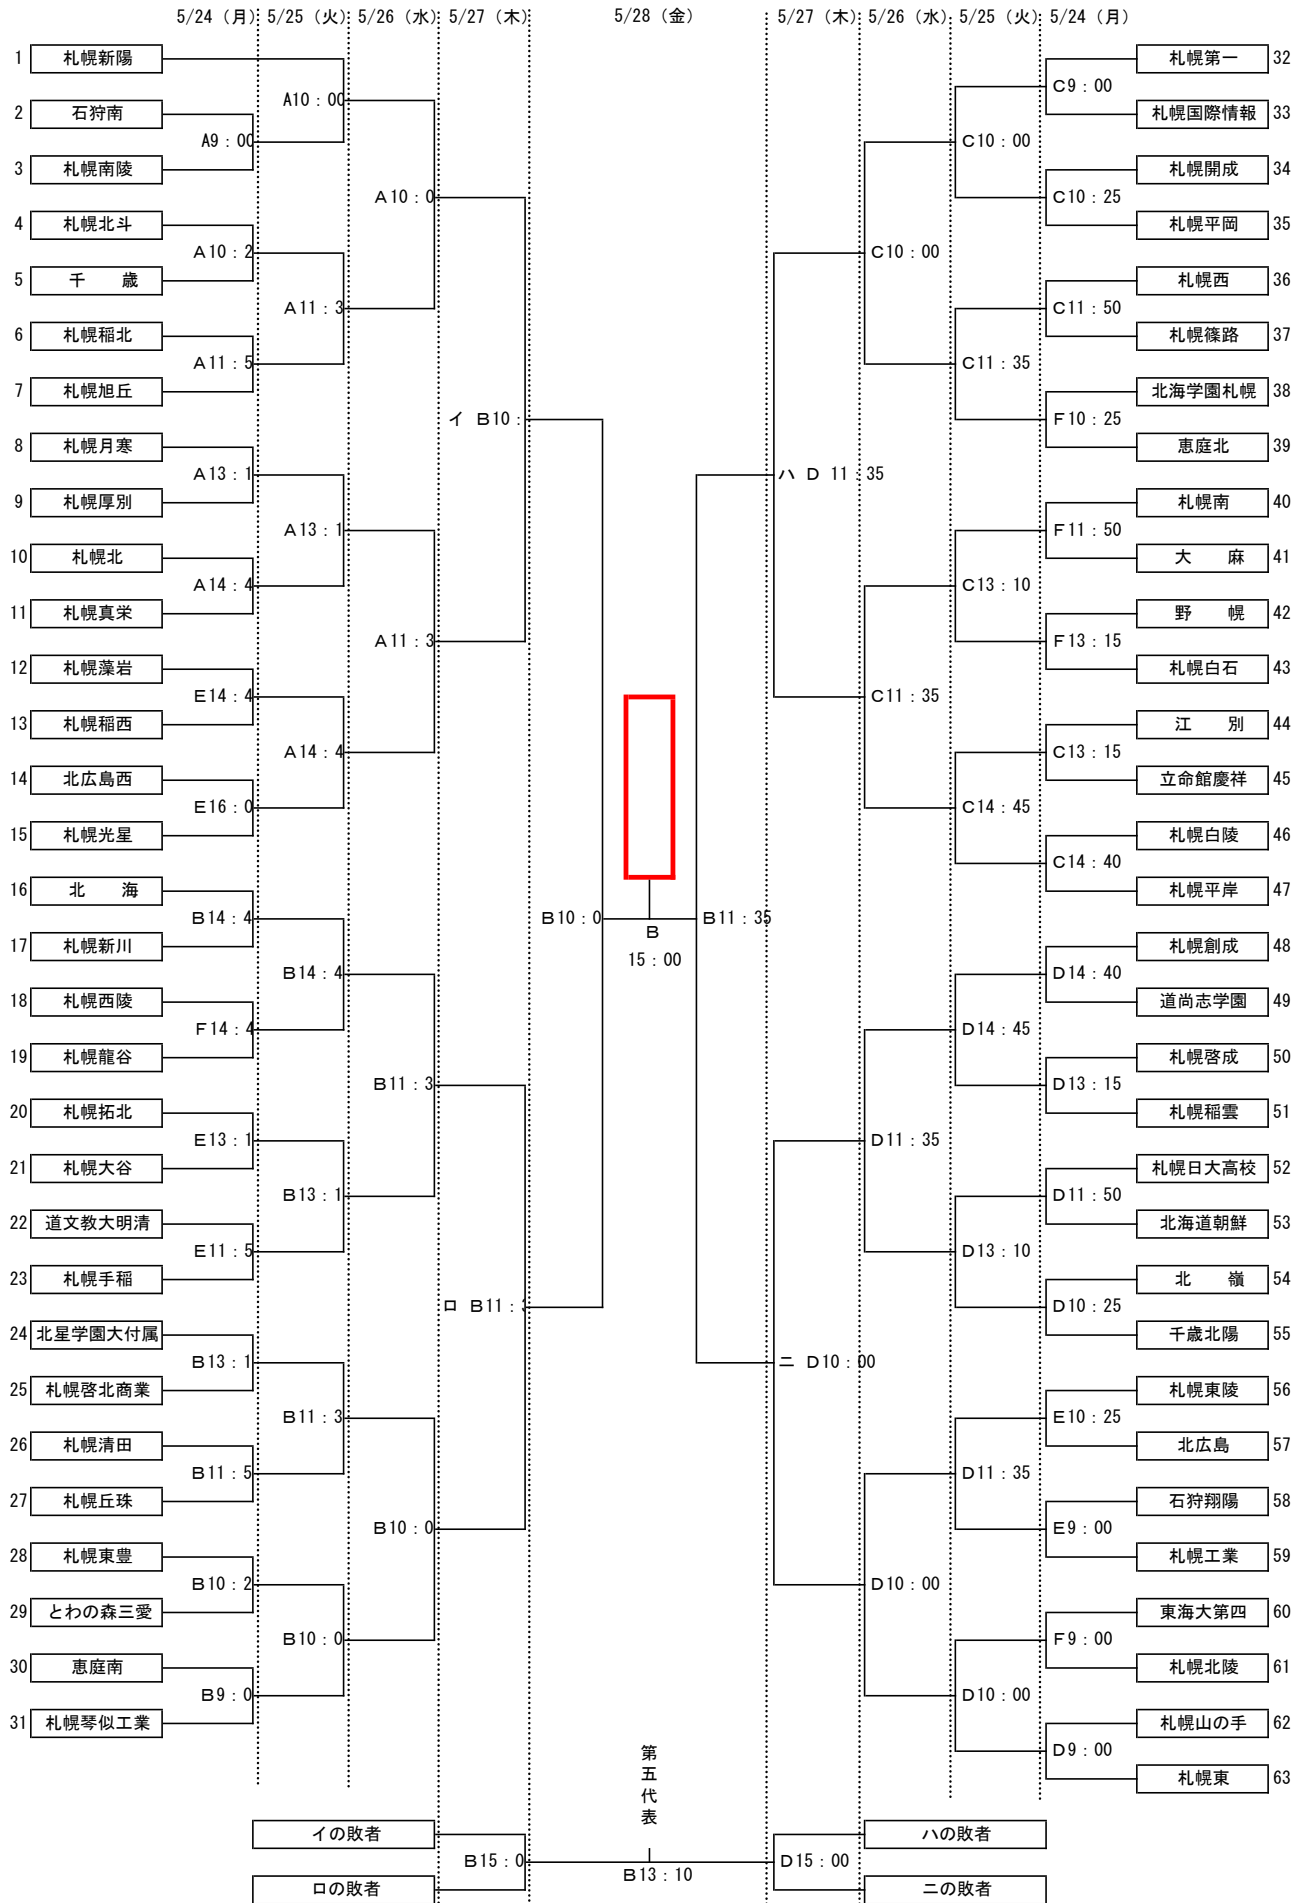 5/24（月） 5/25（火） 5/26（水） 5/27（木） 5/28（金） 5/27（木） 5/26（水） 5/25（火） 5/24（月）
1 札幌新陽 札幌第一 32
C9：00
A10：00
2 石狩南 札幌国際情報 33
A9：00 C10：00
3 札幌南陵 札幌開成 34
A10：0 C10：25
4 札幌北斗 札幌平岡 35
A10：2 C10：00
5 千　歳 札幌西 36
A11：3 C11：50
6 札幌稲北 札幌篠路 37
A11：5 C11：35
7 札幌旭丘 北海学園札幌 38
イ B10： F10：25
8 札幌月寒 恵庭北 39
A13：1 ハ D 11：35
9 札幌厚別 札幌南 40
A13：1 F11：50
10 札幌北 大　麻 41
A14：4 C13：10
11 札幌真栄 野　幌 42
A11：3 F13：15
12 札幌藻岩 札幌白石 43
E14：4 C11：35
13 札幌稲西 江　別 44
A14：4 C13：15
14 北広島西 立命館慶祥 45
E16：0 C14：45
15 札幌光星 札幌白陵 46
C14：40
16 北　海 札幌平岸 47
B14：4 B10：0 B11：35
B
17 札幌新川 札幌創成 48
15：00
B14：4 D14：40
18 札幌西陵 道尚志学園 49
F14：4 D14：45
19 札幌龍谷 札幌啓成 50
B11：3 D13：15
20 札幌拓北 札幌稲雲 51
E13：1 D11：35
21 札幌大谷 札幌日大高校 52
B13：1 D11：50
22 道文教大明清 北海道朝鮮 53
E11：5 D13：10
23 札幌手稲 北　嶺 54
ロ B11：3 D10：25
24 北星学園大付属 千歳北陽 55
B13：1 ニ D10：00
25 札幌啓北商業 札幌東陵 56
B11：3 E10：25
26 札幌清田 北広島 57
B11：5 D11：35
27 札幌丘珠 石狩翔陽 58
B10：0 E9：00
28 札幌東豊 札幌工業 59
B10：2 D10：00
29 とわの森三愛 東海大第四 60
B10：0 F9：00
30 恵庭南 札幌北陵 61
B9：0 D10：00
31 札幌琴似工業 札幌山の手 62
D9：00
第五代表
札幌東 63
イの敗者 ハの敗者
B15：0 D15：00
B13：10
ロの敗者 ニの敗者